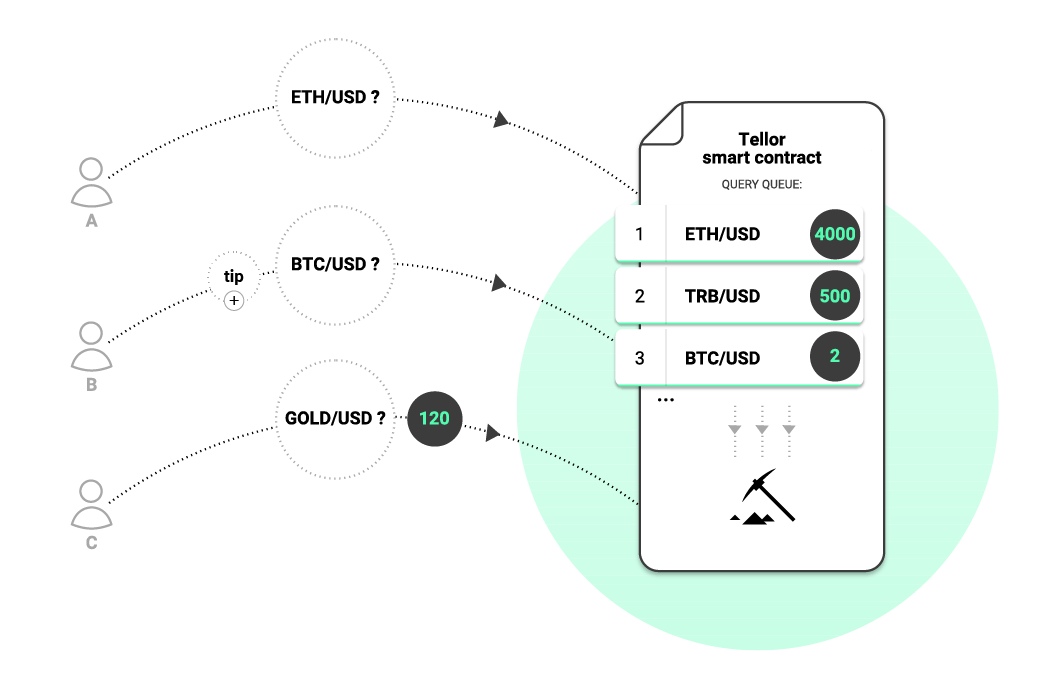 ETH/USD ?
A
tip
+
BTC/USD ?
B
GOLD/USD ?
120
C
Tellor
smart contract
QUERY QUEUE:
1 ETH/USD 4000
2 TRB/USD 500
3 BTC/USD 2
...